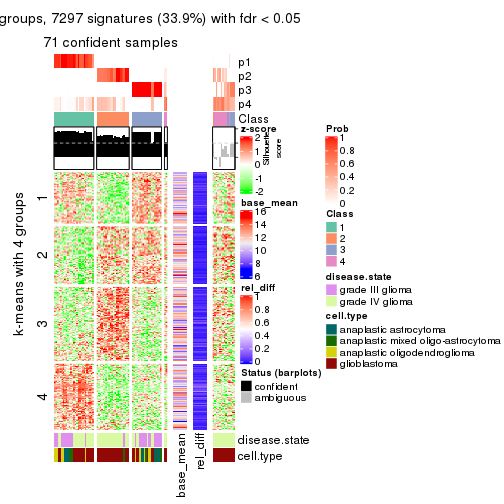 groups, 7297 signatures (33.9%) with fdr < 0.05
71 confident samples
p1
p2
p3
p4
Class
Silhouette
score
k-means with 4 groups
1
2
3
4
disease.state
cell.type
base_mean
rel_diff
z-score
2
1
0
-1
-2
base_mean
16
14
12
10
8
6
rel_diff
1
0.8
0.6
0.4
0.2
0
Status (barplots)
confident
ambiguous
Prob
1
0.8
0.6
0.4
0.2
0
Class
1
2
3
4
disease.state
grade III glioma
grade IV glioma
cell.type
anaplastic astrocytoma
anaplastic mixed oligo-astrocytoma
anaplastic oligodendroglioma
glioblastoma